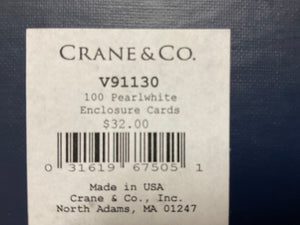 CRANE & CO.
V91130
100 Pearlwhite
Enclosure Cards
$32.00
0 31619 67505 1
Made in USA
Crane & Co., Inc.
North Adams, MA 01247